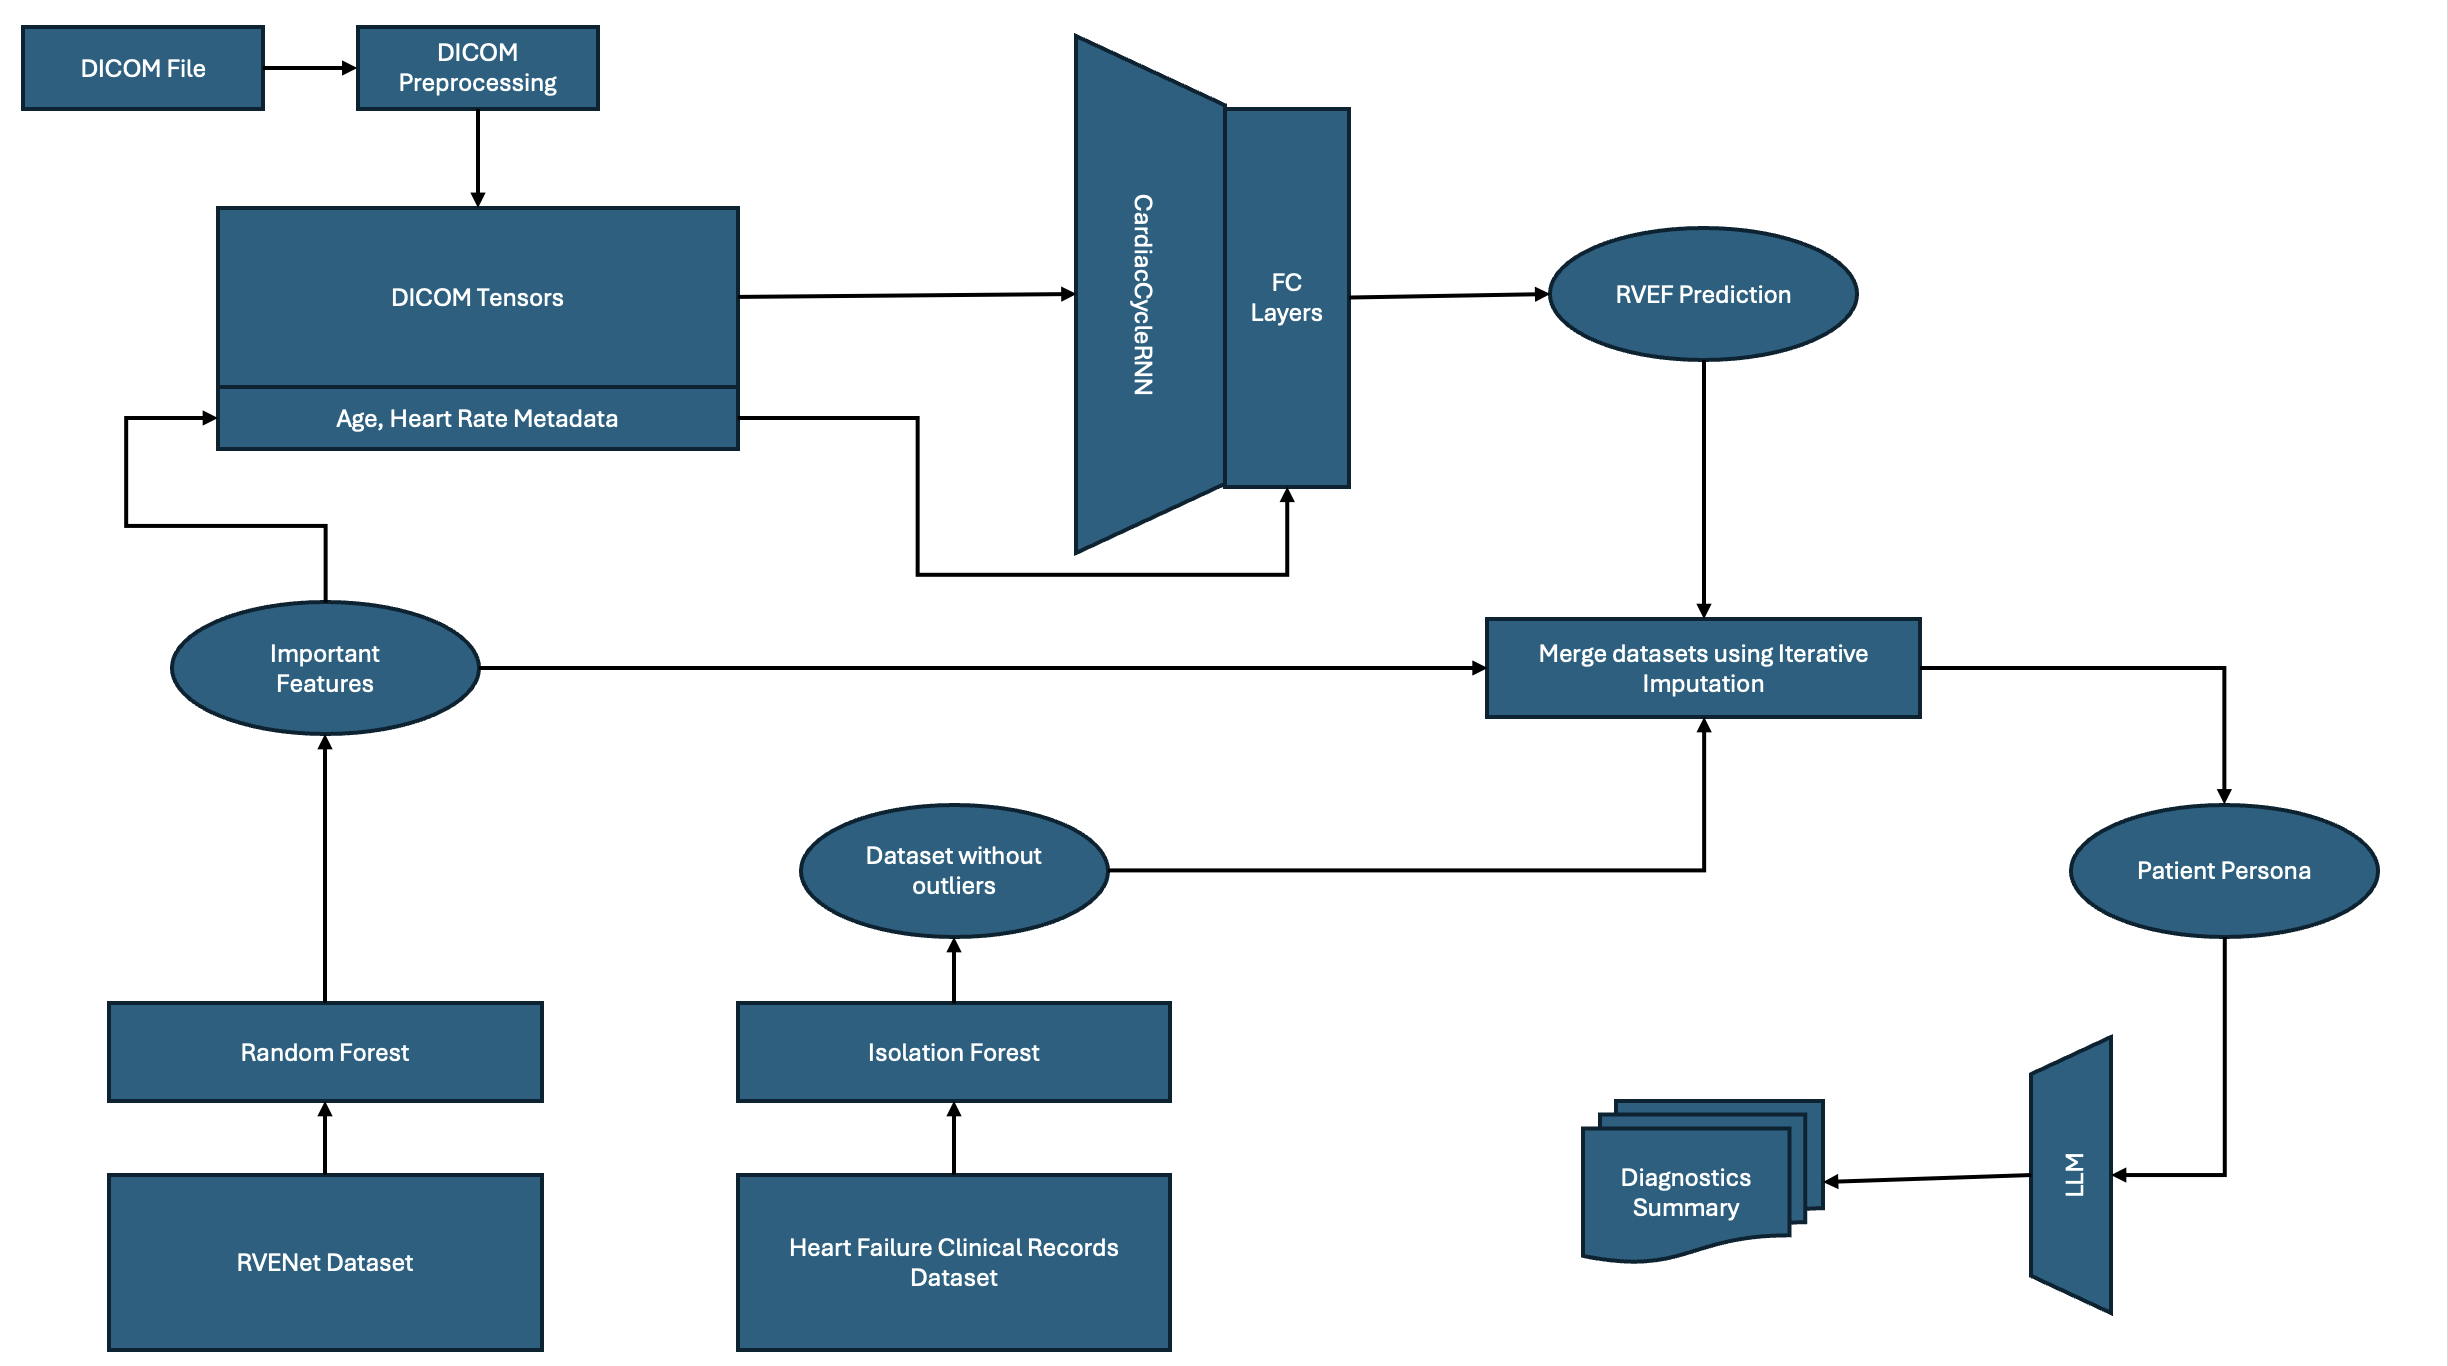 DICOM File
DICOM
Preprocessing
DICOM Tensors
Age, Heart Rate Metadata
CardiacCycleRNN
FC
Layers
RVEF Prediction
Important
Features
Merge datasets using Iterative
Imputation
Dataset without
outliers
Patient Persona
Random Forest
Isolation Forest
RVENet Dataset
Heart Failure Clinical Records
Dataset
Diagnostics
Summary
LLM